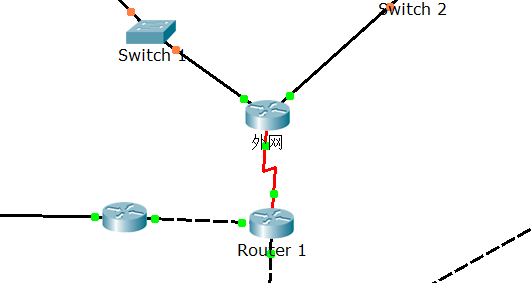 Switch 2
Switch 1
外网
Router 1